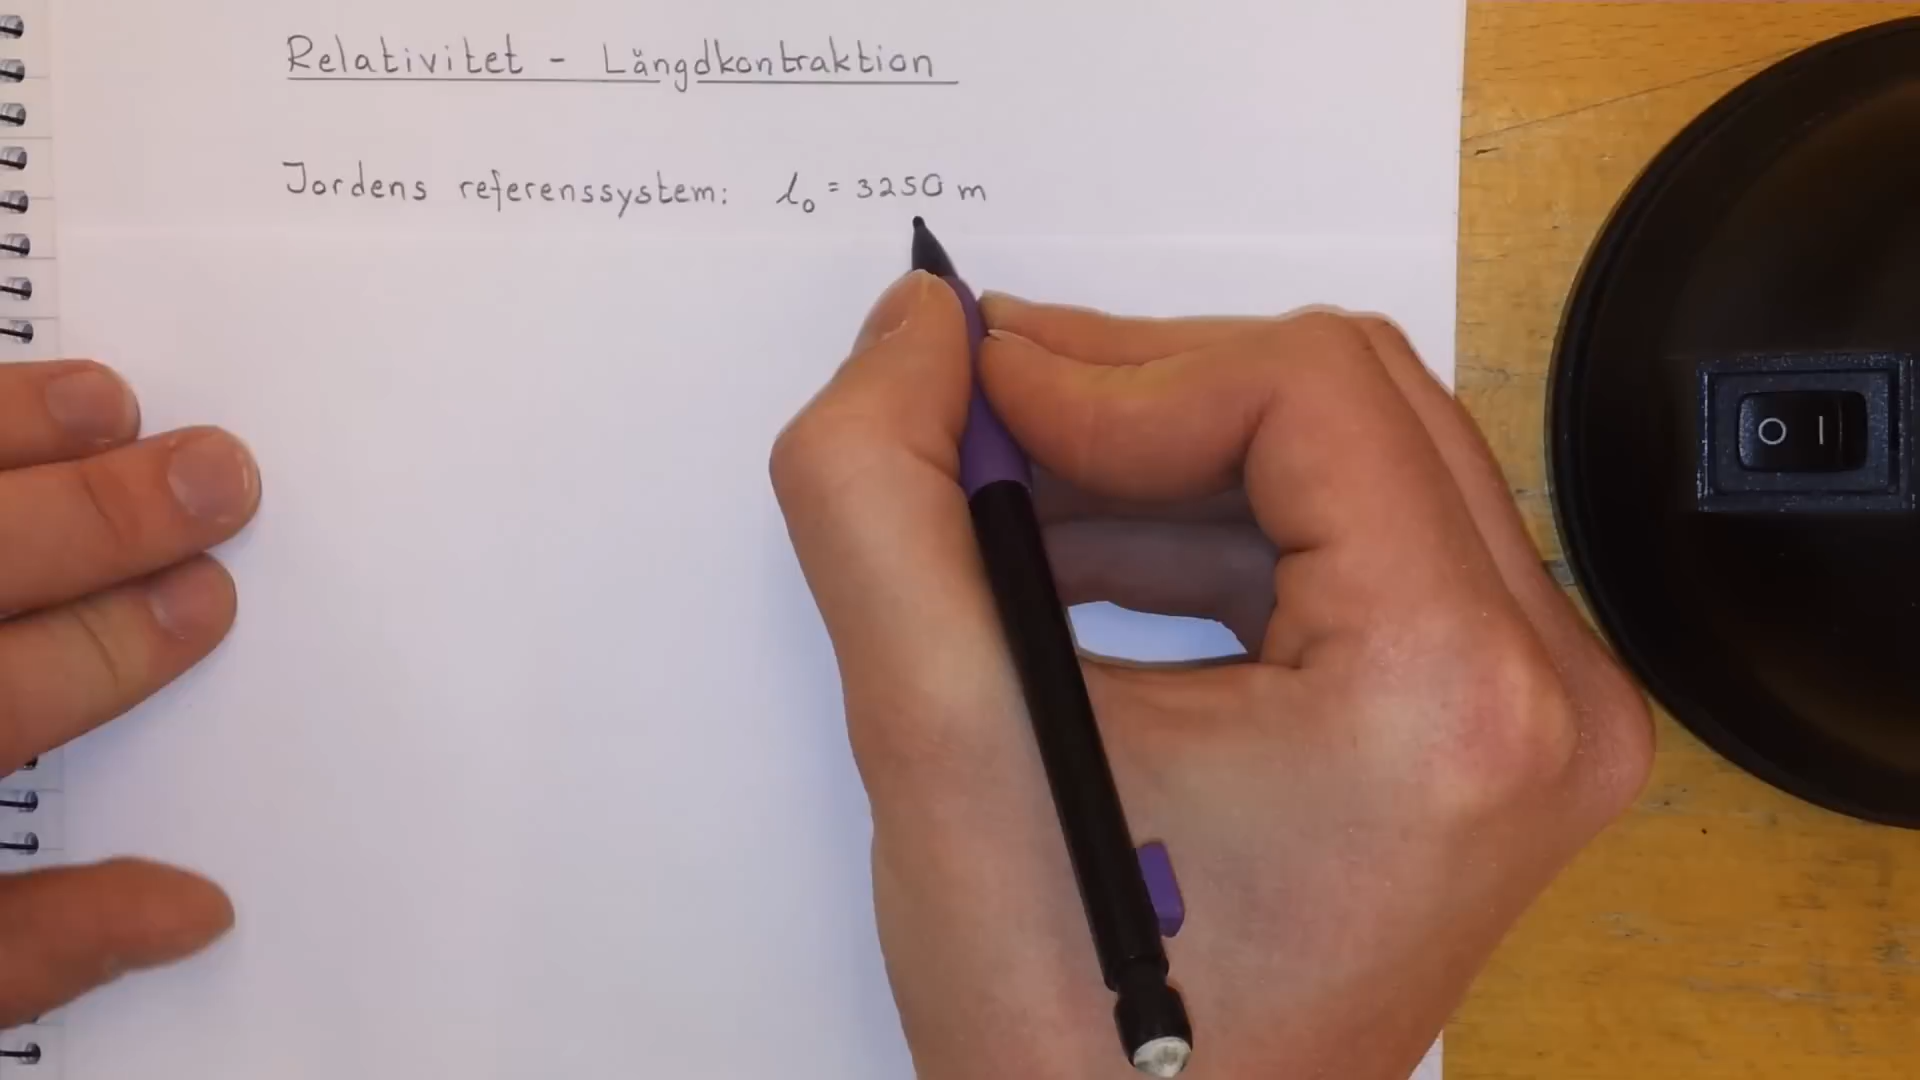 Relativitet - Längdkontraktion
Jordens referenssystem: l₀ = 3250 m
O I